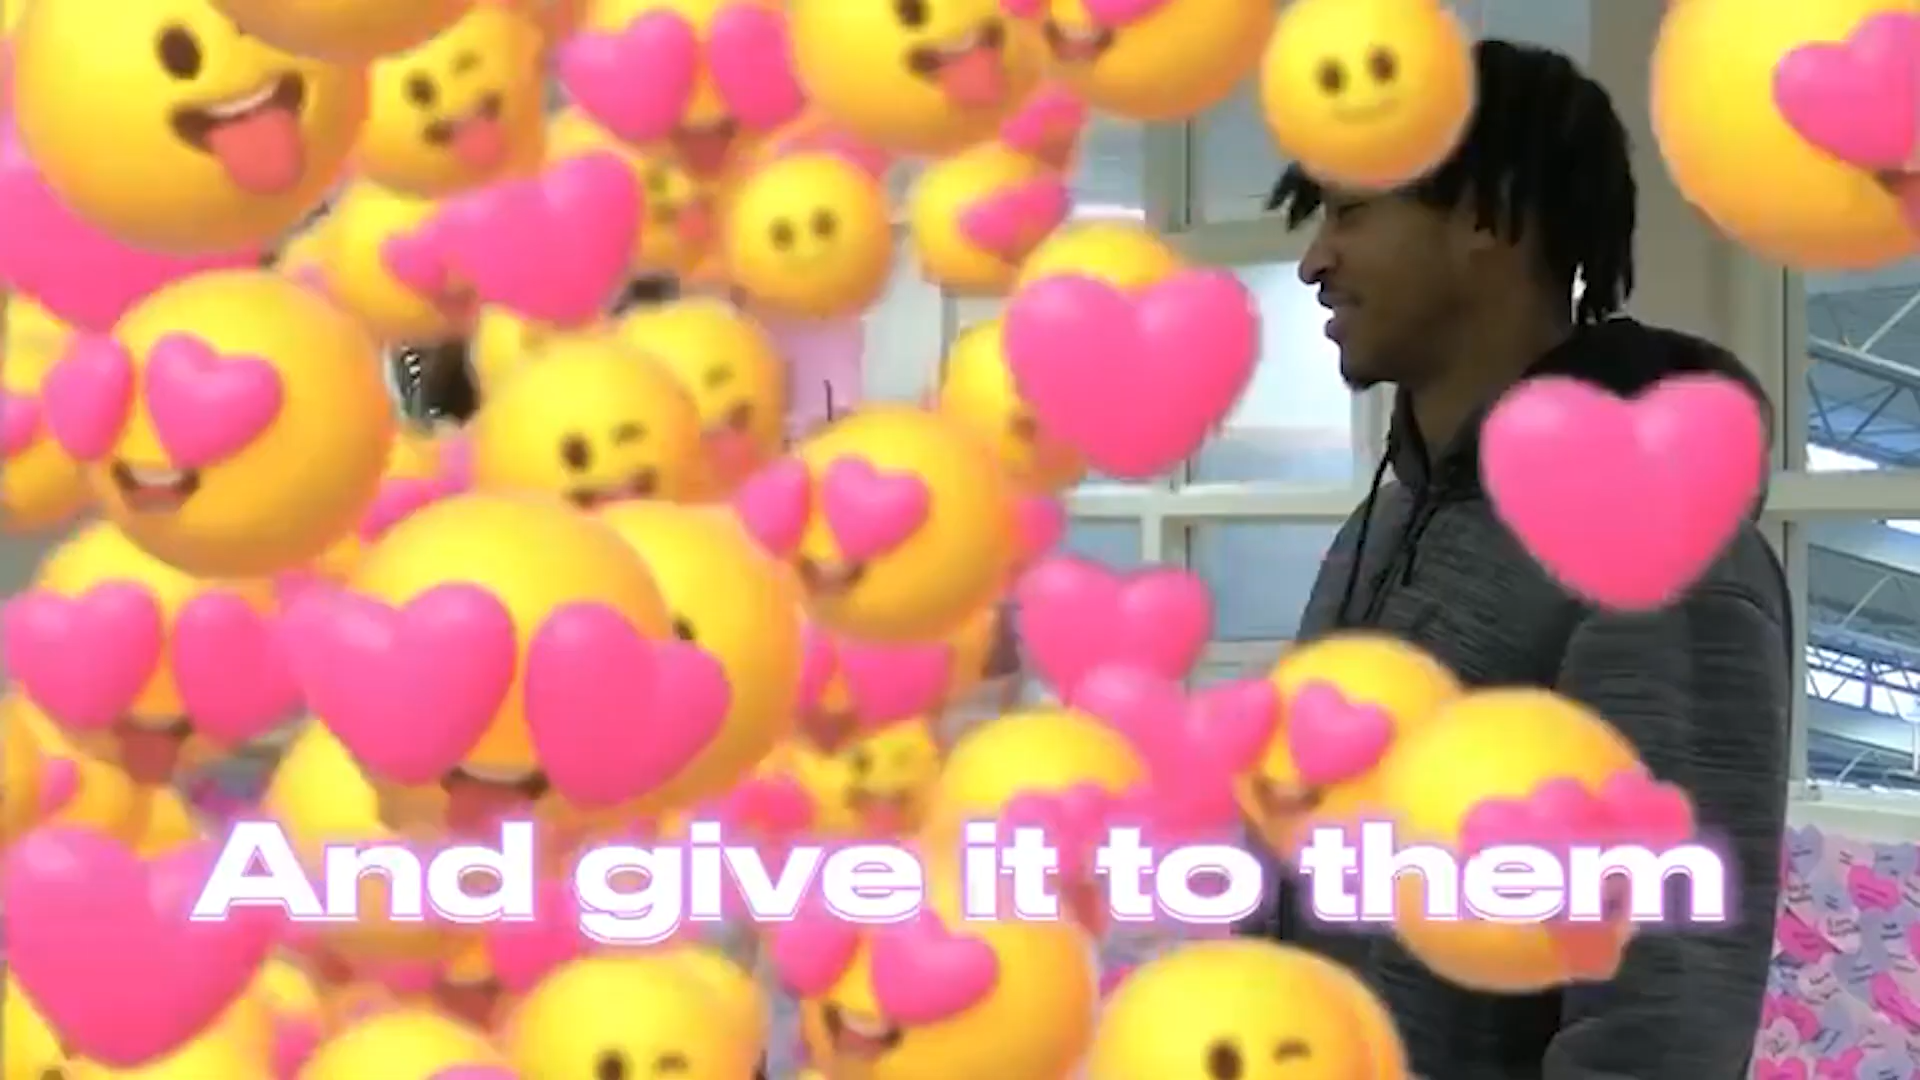 And give it to them